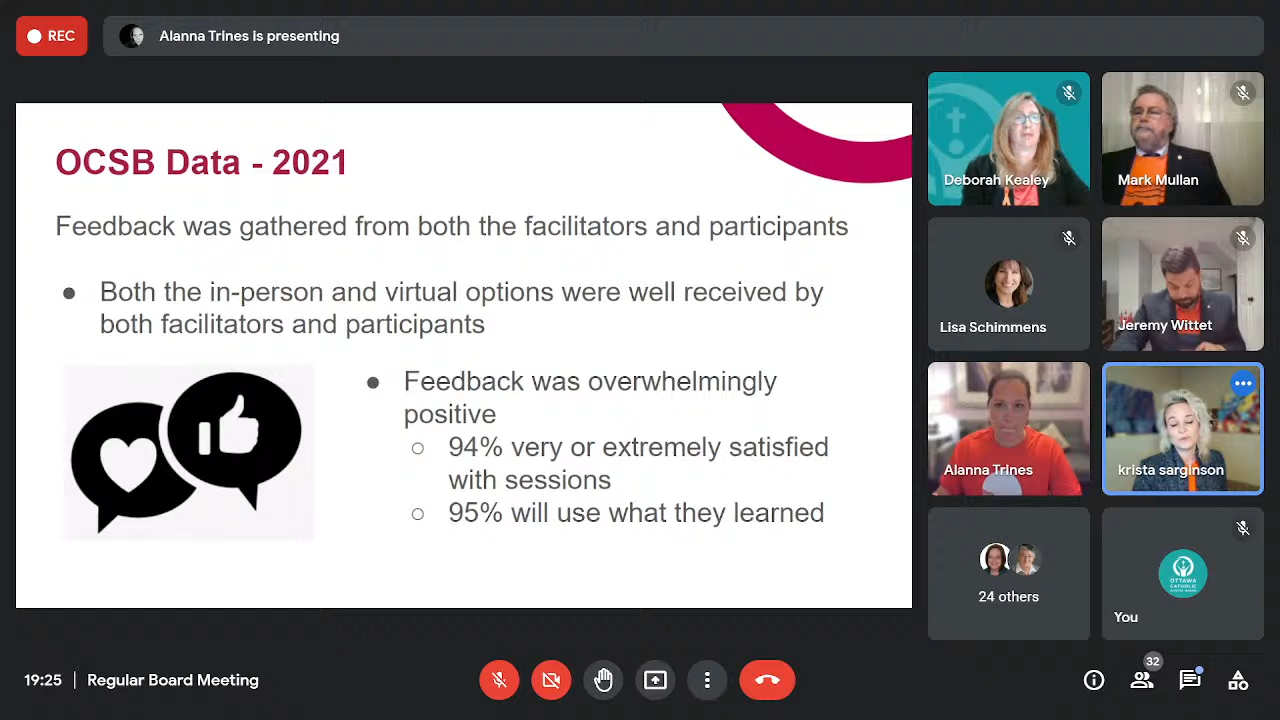 REC
Alanna Trines is presenting
OCSB Data - 2021
Feedback was gathered from both the facilitators and participants
● Both the in-person and virtual options were well received by
both facilitators and participants
● Feedback was overwhelmingly
positive
○ 94% very or extremely satisfied
with sessions
○ 95% will use what they learned
Deborah Kealey
Mark Mullan
Lisa Schimmens
Jeremy Wittet
Alanna Trines
krista sarginson
24 others
OTTAWA
CATHOLIC
You
19:25 | Regular Board Meeting
32